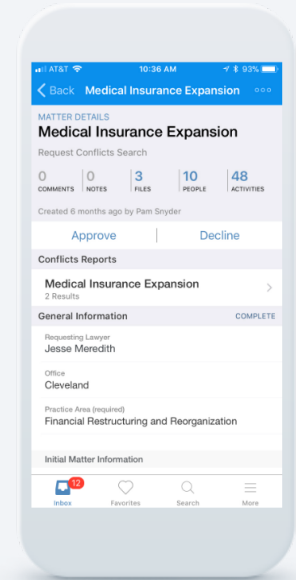 AT&T 10:36 AM 93%
Back Medical Insurance Expansion
MATTER DETAILS
Medical Insurance Expansion
Request Conflicts Search
0 0 3 10 48
COMMENTS NOTES FILES PEOPLE ACTIVITIES
Created 6 months ago by Pam Snyder
Approve Decline
Conflicts Reports
Medical Insurance Expansion
2 Results
General Information COMPLETE
Requesting Lawyer
Jesse Meredith
Office
Cleveland
Practice Area (required)
Financial Restructuring and Reorganization
Initial Matter Information
12
Inbox Favorites Search More